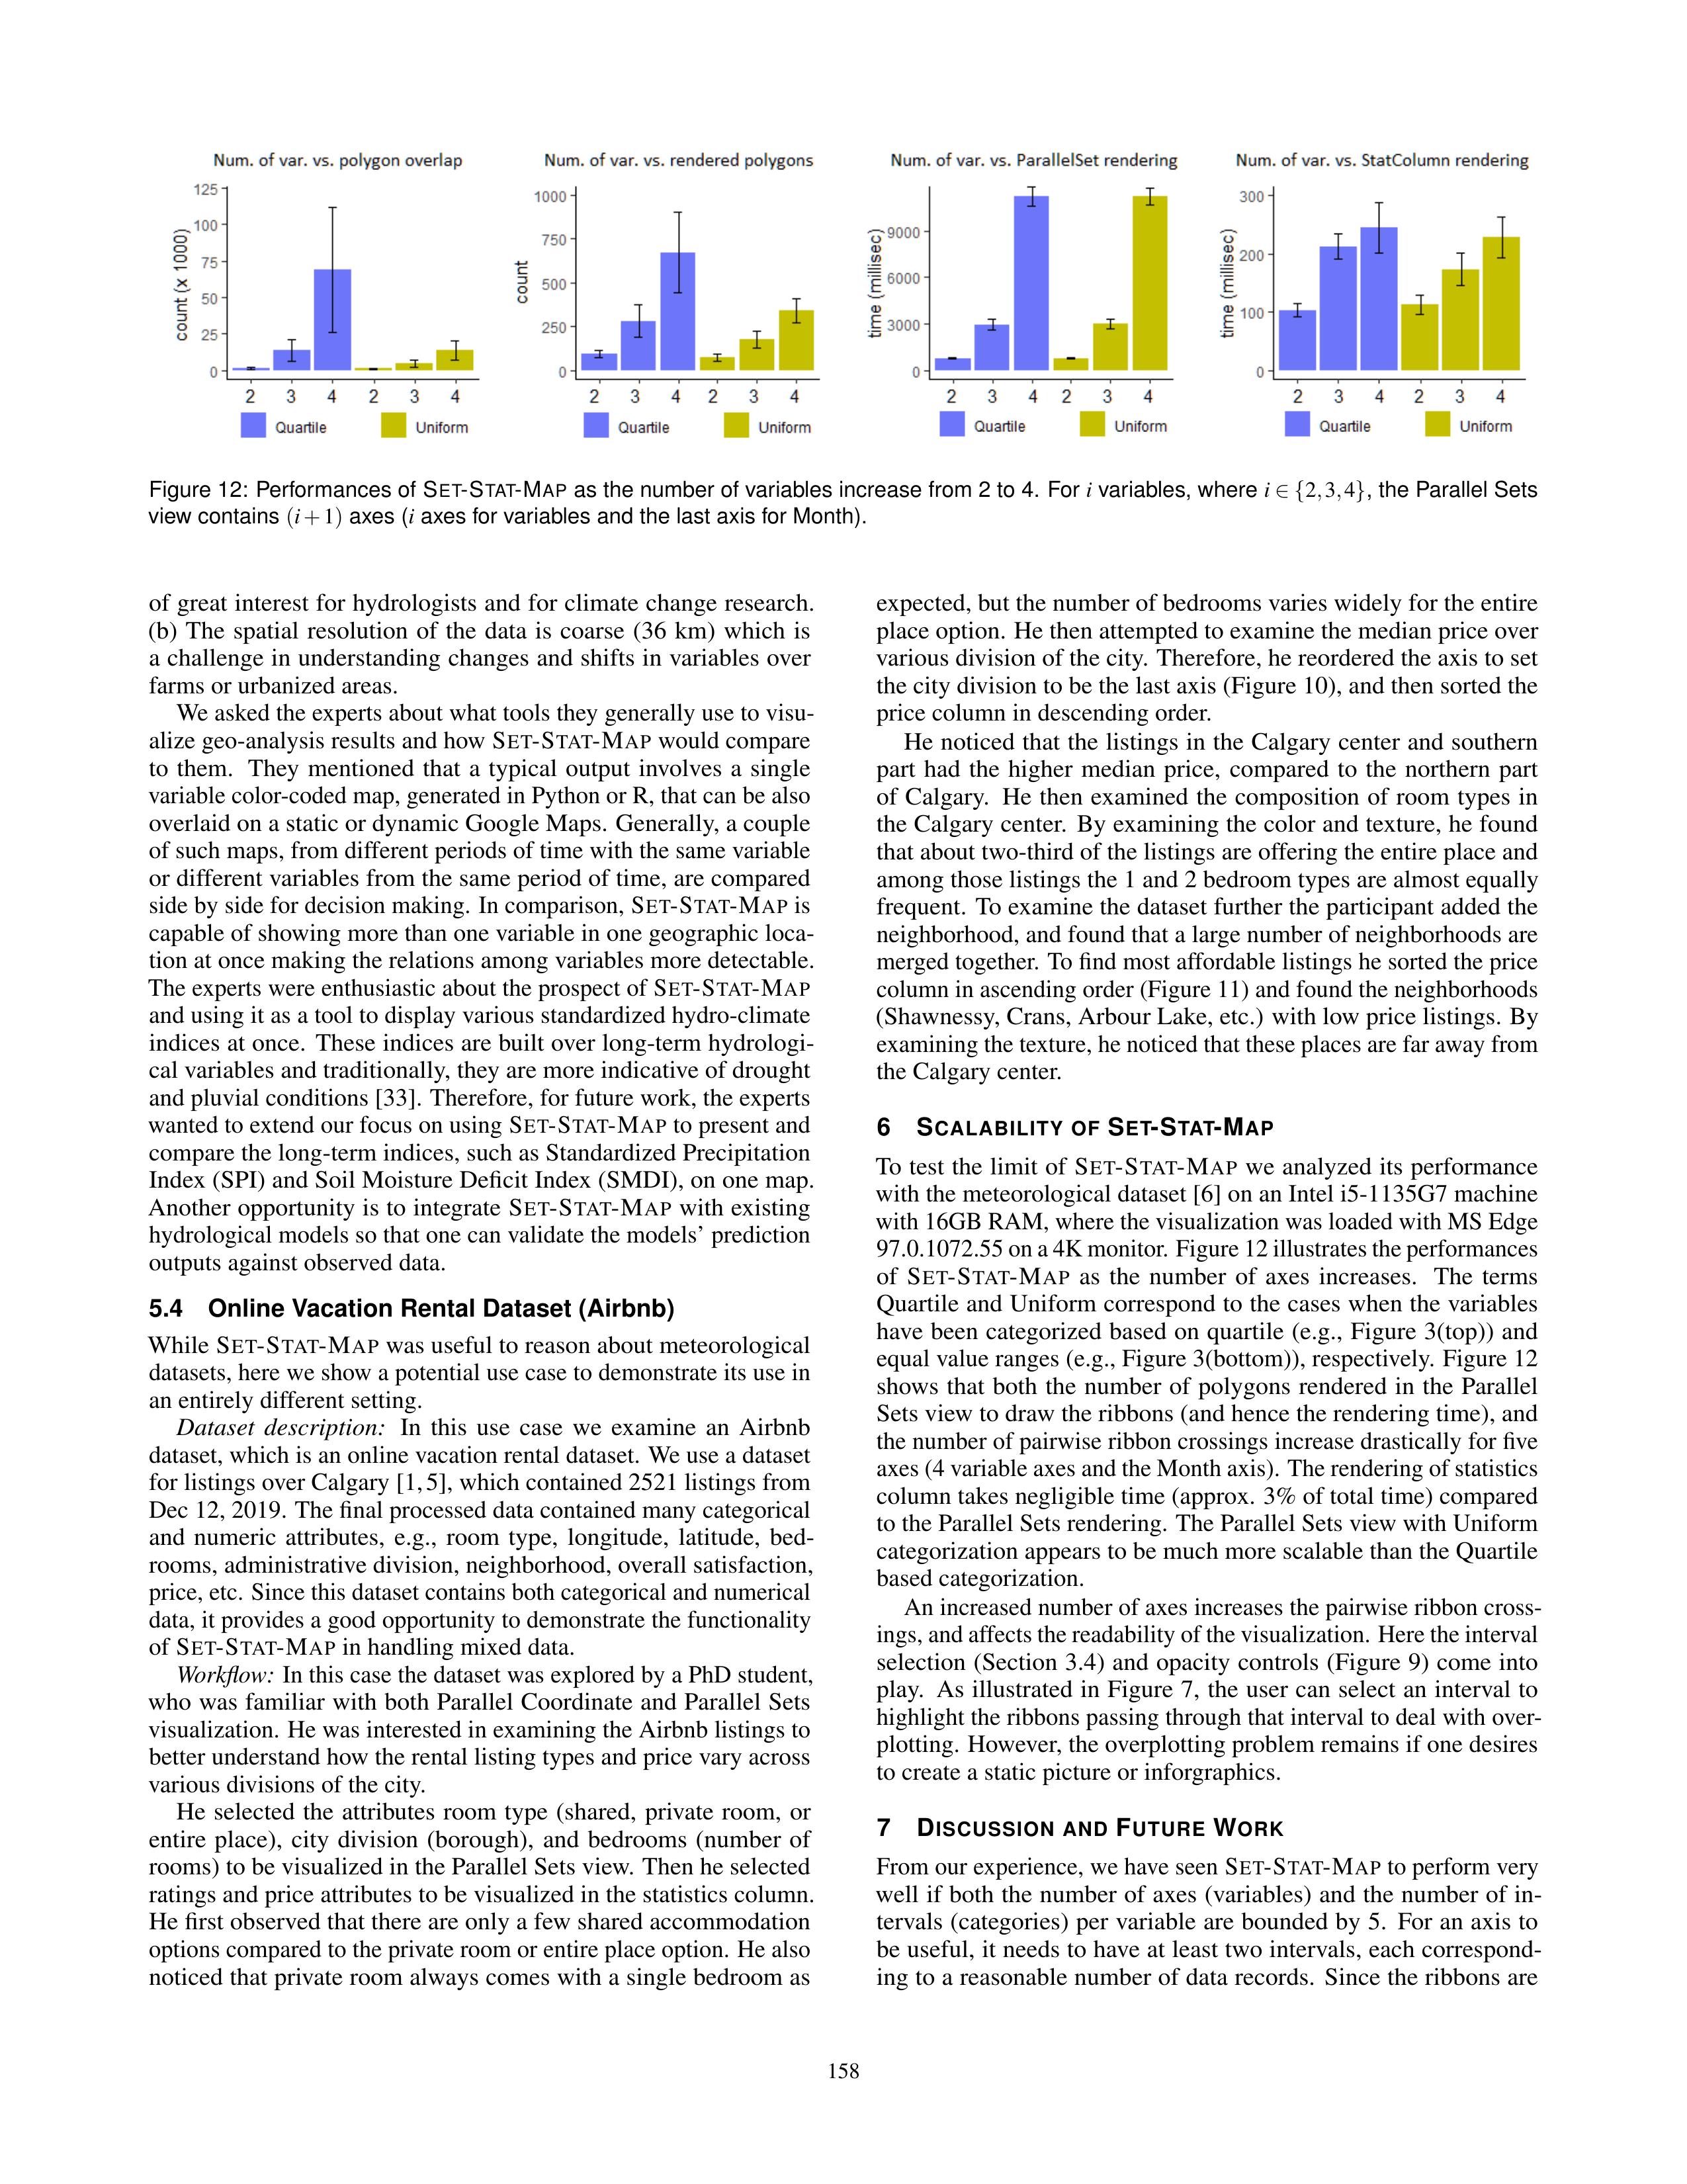 Num. of var. vs. polygon overlap
count (x 1000)
125
100
75
50
25
0
2 3 4 2 3 4
Quartile Uniform
Num. of var. vs. rendered polygons
count
1000
750
500
250
0
2 3 4 2 3 4
Quartile Uniform
Num. of var. vs. ParallelSet rendering
time (millisec)
9000
6000
3000
0
2 3 4 2 3 4
Quartile Uniform
Num. of var. vs. StatColumn rendering
time (millisec)
300
200
100
0
2 3 4 2 3 4
Quartile Uniform
Figure 12: Performances of SET-STAT-MAP as the number of variables increase from 2 to 4. For i variables, where i ∈ {2,3,4}, the Parallel Sets
view contains (i+1) axes (i axes for variables and the last axis for Month).
of great interest for hydrologists and for climate change research.
(b) The spatial resolution of the data is coarse (36 km) which is
a challenge in understanding changes and shifts in variables over
farms or urbanized areas.
We asked the experts about what tools they generally use to visu-
alize geo-analysis results and how SET-STAT-MAP would compare
to them. They mentioned that a typical output involves a single
variable color-coded map, generated in Python or R, that can be also
overlaid on a static or dynamic Google Maps. Generally, a couple
of such maps, from different periods of time with the same variable
or different variables from the same period of time, are compared
side by side for decision making. In comparison, SET-STAT-MAP is
capable of showing more than one variable in one geographic loca-
tion at once making the relations among variables more detectable.
The experts were enthusiastic about the prospect of SET-STAT-MAP
and using it as a tool to display various standardized hydro-climate
indices at once. These indices are built over long-term hydrologi-
cal variables and traditionally, they are more indicative of drought
and pluvial conditions [33]. Therefore, for future work, the experts
wanted to extend our focus on using SET-STAT-MAP to present and
compare the long-term indices, such as Standardized Precipitation
Index (SPI) and Soil Moisture Deficit Index (SMDI), on one map.
Another opportunity is to integrate SET-STAT-MAP with existing
hydrological models so that one can validate the models' prediction
outputs against observed data.
5.4 Online Vacation Rental Dataset (Airbnb)
While SET-STAT-MAP was useful to reason about meteorological
datasets, here we show a potential use case to demonstrate its use in
an entirely different setting.
Dataset description: In this use case we examine an Airbnb
dataset, which is an online vacation rental dataset. We use a dataset
for listings over Calgary [1,5], which contained 2521 listings from
Dec 12, 2019. The final processed data contained many categorical
and numeric attributes, e.g., room type, longitude, latitude, bed-
rooms, administrative division, neighborhood, overall satisfaction,
price, etc. Since this dataset contains both categorical and numerical
data, it provides a good opportunity to demonstrate the functionality
of SET-STAT-MAP in handling mixed data.
Workflow: In this case the dataset was explored by a PhD student,
who was familiar with both Parallel Coordinate and Parallel Sets
visualization. He was interested in examining the Airbnb listings to
better understand how the rental listing types and price vary across
various divisions of the city.
He selected the attributes room type (shared, private room, or
entire place), city division (borough), and bedrooms (number of
rooms) to be visualized in the Parallel Sets view. Then he selected
ratings and price attributes to be visualized in the statistics column.
He first observed that there are only a few shared accommodation
options compared to the private room or entire place option. He also
noticed that private room always comes with a single bedroom as
expected, but the number of bedrooms varies widely for the entire
place option. He then attempted to examine the median price over
various division of the city. Therefore, he reordered the axis to set
the city division to be the last axis (Figure 10), and then sorted the
price column in descending order.
He noticed that the listings in the Calgary center and southern
part had the higher median price, compared to the northern part
of Calgary. He then examined the composition of room types in
the Calgary center. By examining the color and texture, he found
that about two-third of the listings are offering the entire place and
among those listings the 1 and 2 bedroom types are almost equally
frequent. To examine the dataset further the participant added the
neighborhood, and found that a large number of neighborhoods are
merged together. To find most affordable listings he sorted the price
column in ascending order (Figure 11) and found the neighborhoods
(Shawnessy, Crans, Arbour Lake, etc.) with low price listings. By
examining the texture, he noticed that these places are far away from
the Calgary center.
6 SCALABILITY OF SET-STAT-MAP
To test the limit of SET-STAT-MAP we analyzed its performance
with the meteorological dataset [6] on an Intel i5-1135G7 machine
with 16GB RAM, where the visualization was loaded with MS Edge
97.0.1072.55 on a 4K monitor. Figure 12 illustrates the performances
of SET-STAT-MAP as the number of axes increases. The terms
Quartile and Uniform correspond to the cases when the variables
have been categorized based on quartile (e.g., Figure 3(top)) and
equal value ranges (e.g., Figure 3(bottom)), respectively. Figure 12
shows that both the number of polygons rendered in the Parallel
Sets view to draw the ribbons (and hence the rendering time), and
the number of pairwise ribbon crossings increase drastically for five
axes (4 variable axes and the Month axis). The rendering of statistics
column takes negligible time (approx. 3% of total time) compared
to the Parallel Sets rendering. The Parallel Sets view with Uniform
categorization appears to be much more scalable than the Quartile
based categorization.
An increased number of axes increases the pairwise ribbon cross-
ings, and affects the readability of the visualization. Here the interval
selection (Section 3.4) and opacity controls (Figure 9) come into
play. As illustrated in Figure 7, the user can select an interval to
highlight the ribbons passing through that interval to deal with over-
plotting. However, the overplotting problem remains if one desires
to create a static picture or inforgraphics.
7 DISCUSSION AND FUTURE WORK
From our experience, we have seen SET-STAT-MAP to perform very
well if both the number of axes (variables) and the number of in-
tervals (categories) per variable are bounded by 5. For an axis to
be useful, it needs to have at least two intervals, each correspond-
ing to a reasonable number of data records. Since the ribbons are
158